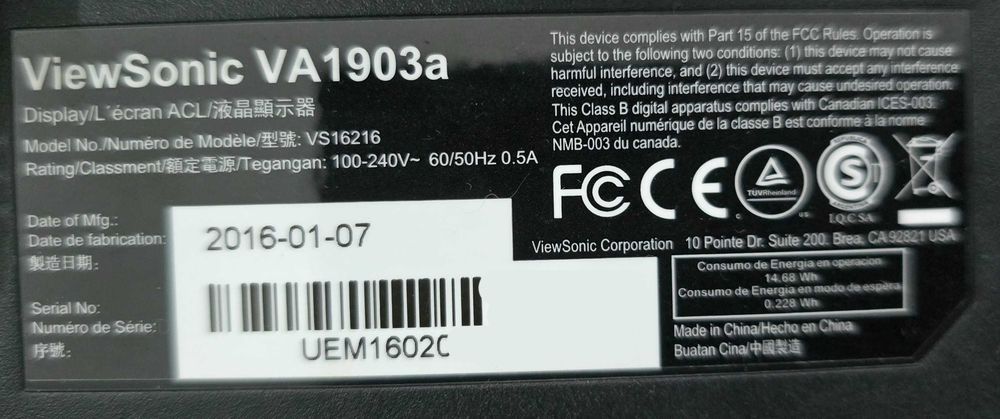 ViewSonic VA1903a
Display/L´écran ACL/液晶顯示器
Model No./Numéro de Modèle/型號: VS16216
Rating/Classment/額定電源/Tegangan: 100-240V~ 60/50Hz 0.5A
This device complies with Part 15 of the FCC Rules. Operation is
subject to the following two conditions: (1) this device may not cause
harmful interference, and (2) this device must accept any interference
received, including interference that may cause undesired operation.
This Class B digital apparatus complies with Canadian ICES-003.
Cet Appareil numérique de la classe B est conforme à la norme
NMB-003 du canada.
FC CE
TÜVRheinland
S
I.Q.C S.A.
Date of Mfg.:
Date de fabrication:
製造日期:
2016-01-07
Serial No:
Numéro de Série:
序號:
UEM1602
ViewSonic Corporation 10 Pointe Dr. Suite 200. Brea, CA 92821 USA
Consumo de Energia en operacion
14.68 Wh
Consumo de Energia en modo de espera
0.228 Wh
Made in China/Hecho en China
Buatan Cina/中國製造